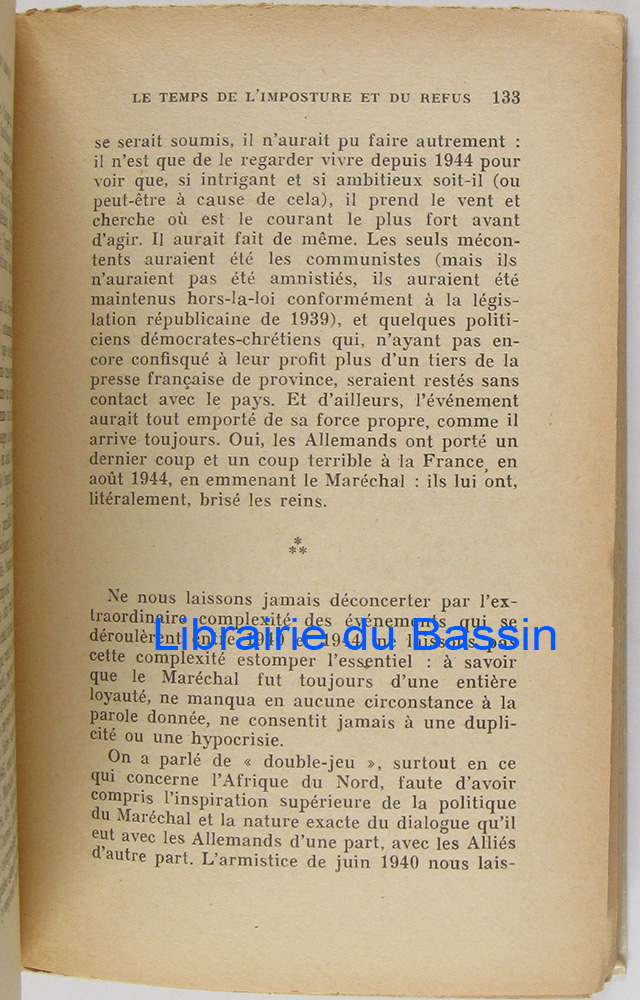 LE TEMPS DE L'IMPOSTURE ET DU REFUS 133
se serait soumis, il n'aurait pu faire autrement :
il n'est que de le regarder vivre depuis 1944 pour
voir que, si intrigant et si ambitieux soit-il (ou
peut-être à cause de cela), il prend le vent et
cherche où est le courant le plus fort avant
d'agir. Il aurait fait de même. Les seuls mécon-
tents auraient été les communistes (mais ils
n'auraient pas été amnistiés, ils auraient été
maintenus hors-la-loi conformément à la légis-
lation républicaine de 1939), et quelques politi-
ciens démocrates-chrétiens qui, n'ayant pas en-
core confisqué à leur profit plus d'un tiers de la
presse française de province, seraient restés sans
contact avec le pays. Et d'ailleurs, l'événement
aurait tout emporté de sa force propre, comme il
arrive toujours. Oui, les Allemands ont porté un
dernier coup et un coup terrible à la France, en
août 1944, en emmenant le Maréchal : ils lui ont,
litéralement, brisé les reins.
*
**
Ne nous laissons jamais déconcerter par l'ex-
traordinaire complexité des événements qui se
déroulèrent entre 1940 et 1944, ne laissons pas
Librairie du Bassin
cette complexité estomper l'essentiel : à savoir
que le Maréchal fut toujours d'une entière
loyauté, ne manqua en aucune circonstance à la
parole donnée, ne consentit jamais à une dupli-
cité ou une hypocrisie.
On a parlé de « double-jeu », surtout en ce
qui concerne l'Afrique du Nord, faute d'avoir
compris l'inspiration supérieure de la politique
du Maréchal et la nature exacte du dialogue qu'il
eut avec les Allemands d'une part, avec les Alliés
d'autre part. L'armistice de juin 1940 nous lais-